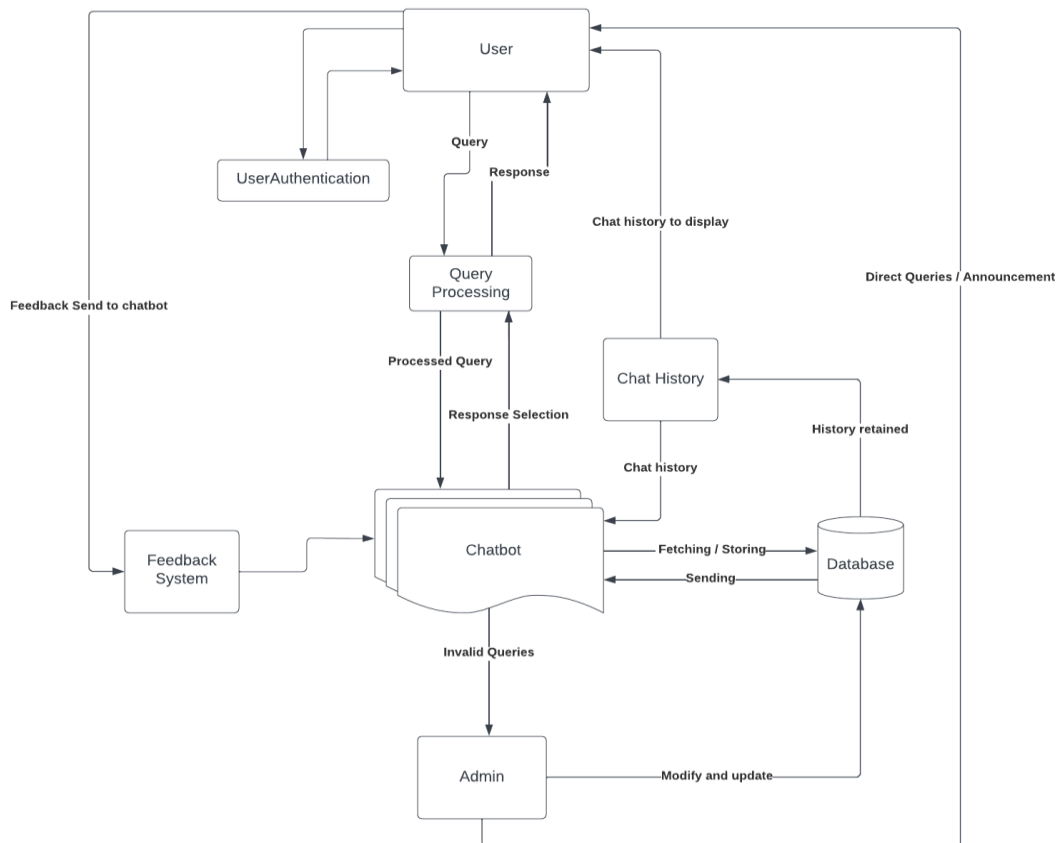 User
Query
Response
UserAuthentication
Chat history to display
Query
Processing
Direct Queries / Announcement
Feedback Send to chatbot
Processed Query
Chat History
Response Selection
History retained
Chat history
Feedback
System
Chatbot
Fetching / Storing
Database
Sending
Invalid Queries
Admin
Modify and update